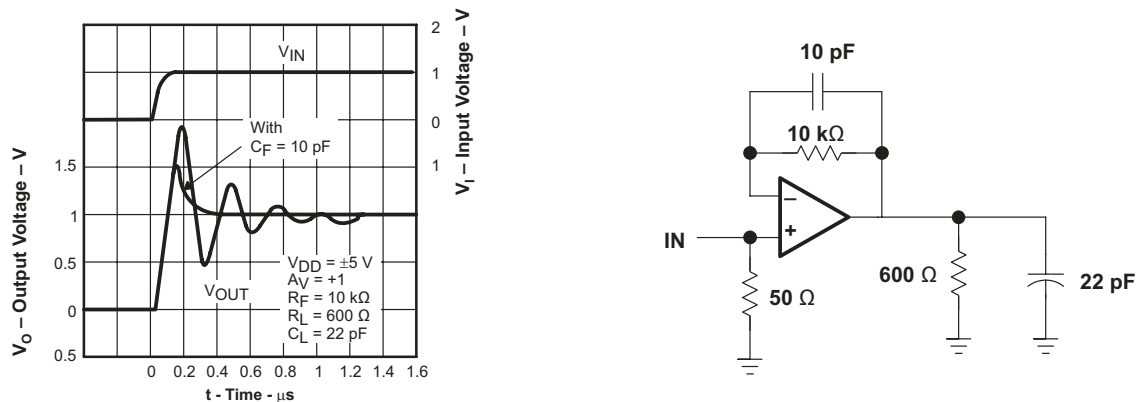 2
1
0
1
V_I – Input Voltage – V
V_O – Output Voltage – V
1.5
1
0.5
0
0.5
V_IN
With
C_F = 10 pF
V_OUT
V_DD = ±5 V
A_V = +1
R_F = 10 kΩ
R_L = 600 Ω
C_L = 22 pF
0 0.2 0.4 0.6 0.8 1 1.2 1.4 1.6
t - Time - μs
10 pF
10 kΩ
–
+
IN
50 Ω
600 Ω
22 pF